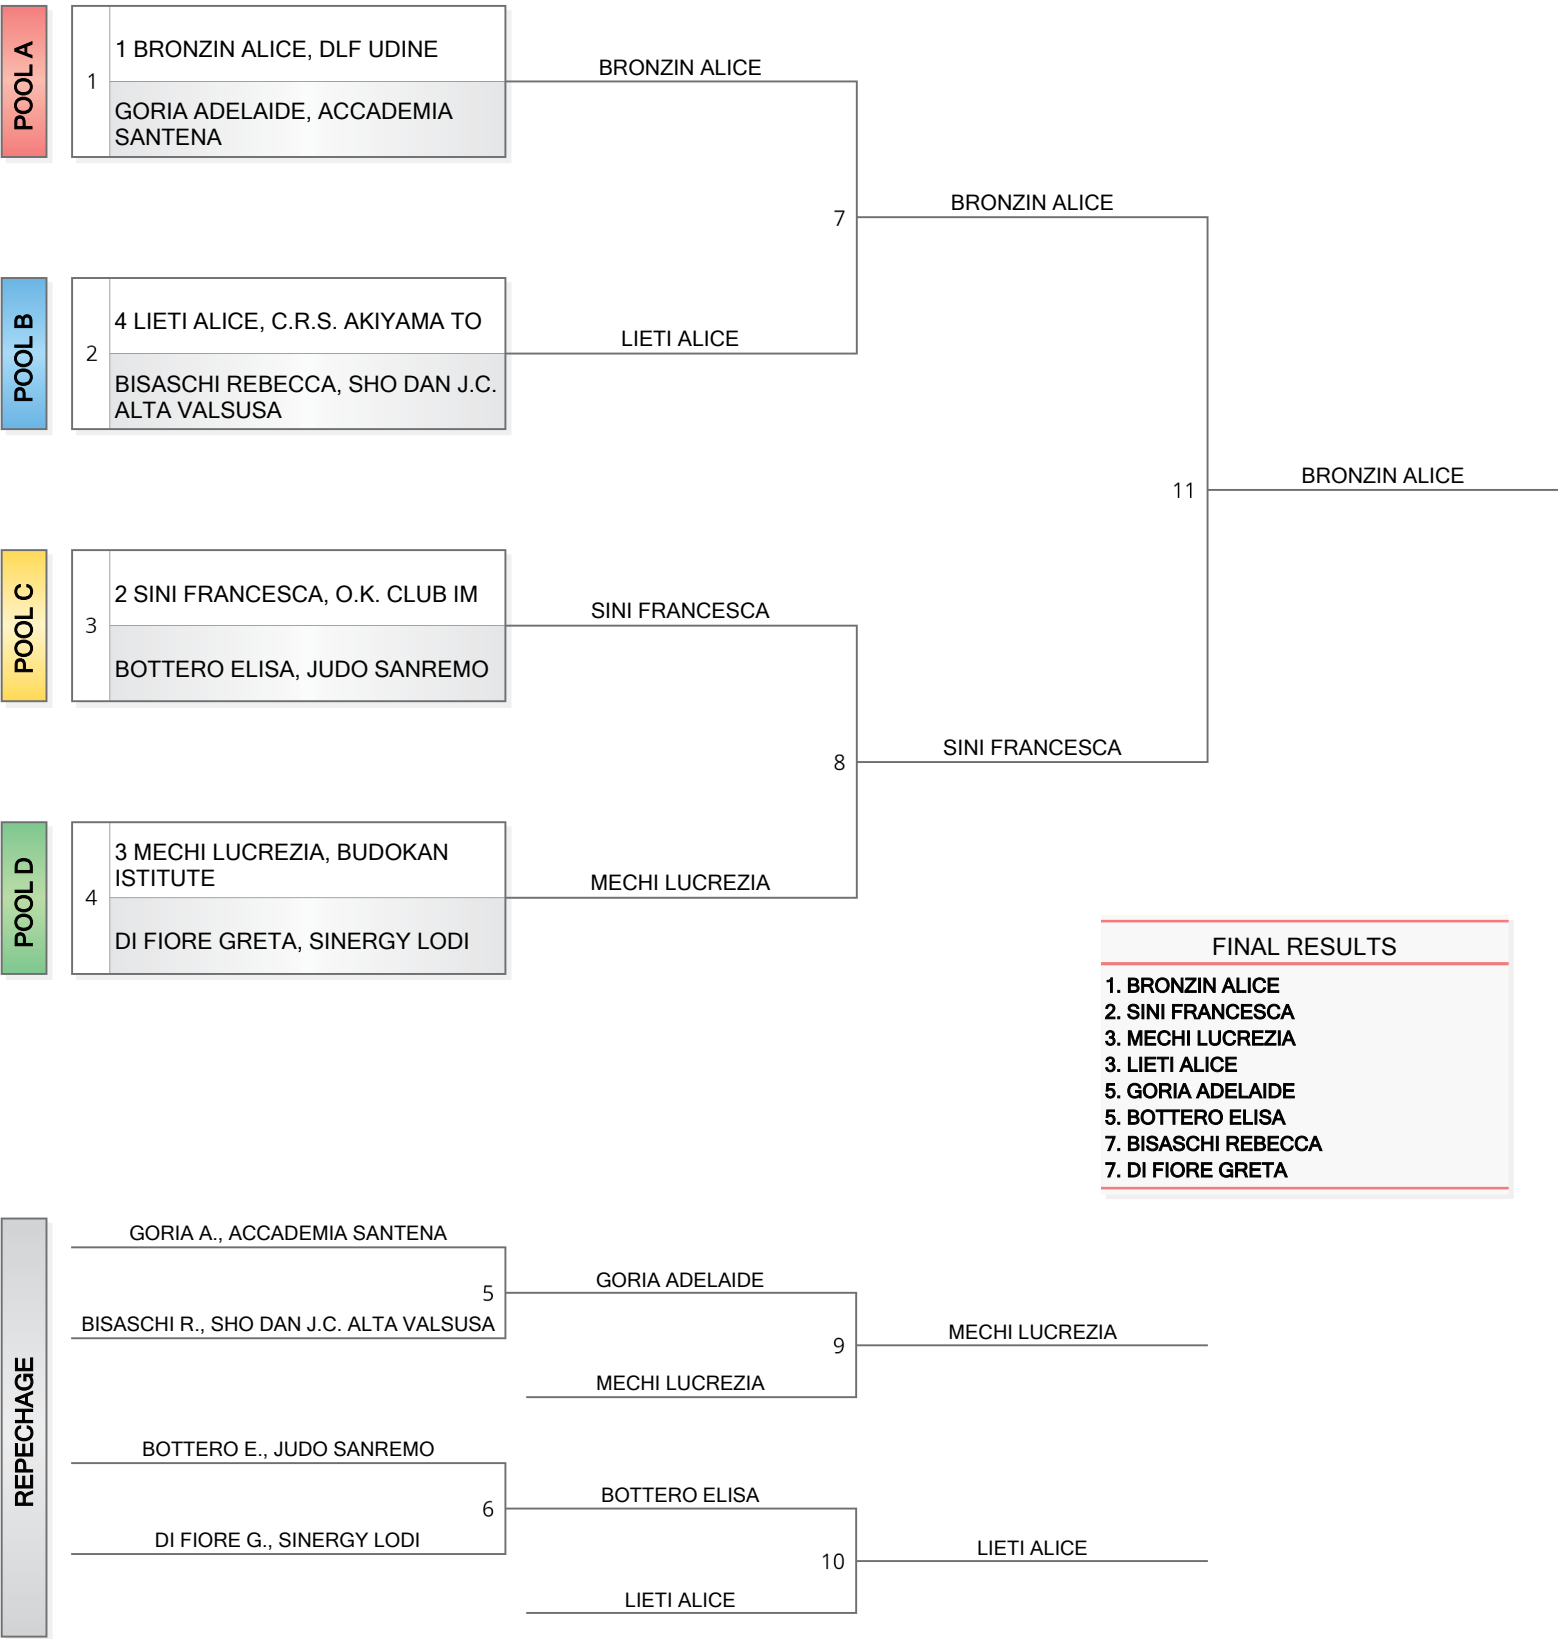 POOL A
1
1 BRONZIN ALICE, DLF UDINE
GORIA ADELAIDE, ACCADEMIA
SANTENA
BRONZIN ALICE
7
BRONZIN ALICE
POOL B
2
4 LIETI ALICE, C.R.S. AKIYAMA TO
BISASCHI REBECCA, SHO DAN J.C.
ALTA VALSUSA
LIETI ALICE
11
BRONZIN ALICE
POOL C
3
2 SINI FRANCESCA, O.K. CLUB IM
BOTTERO ELISA, JUDO SANREMO
SINI FRANCESCA
8
SINI FRANCESCA
POOL D
4
3 MECHI LUCREZIA, BUDOKAN
ISTITUTE
DI FIORE GRETA, SINERGY LODI
MECHI LUCREZIA
FINAL RESULTS
1. BRONZIN ALICE
2. SINI FRANCESCA
3. MECHI LUCREZIA
3. LIETI ALICE
5. GORIA ADELAIDE
5. BOTTERO ELISA
7. BISASCHI REBECCA
7. DI FIORE GRETA
REPECHAGE
GORIA A., ACCADEMIA SANTENA
5
BISASCHI R., SHO DAN J.C. ALTA VALSUSA
GORIA ADELAIDE
9
MECHI LUCREZIA
MECHI LUCREZIA
BOTTERO E., JUDO SANREMO
6
DI FIORE G., SINERGY LODI
BOTTERO ELISA
10
LIETI ALICE
LIETI ALICE